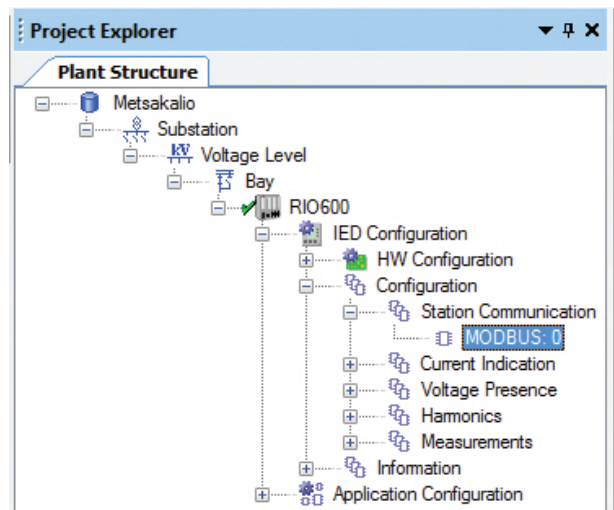 Project Explorer
Plant Structure
Metsakalio
Substation
Voltage Level
Bay
RIO600
IED Configuration
HW Configuration
Configuration
Station Communication
MODBUS: 0
Current Indication
Voltage Presence
Harmonics
Measurements
Information
Application Configuration